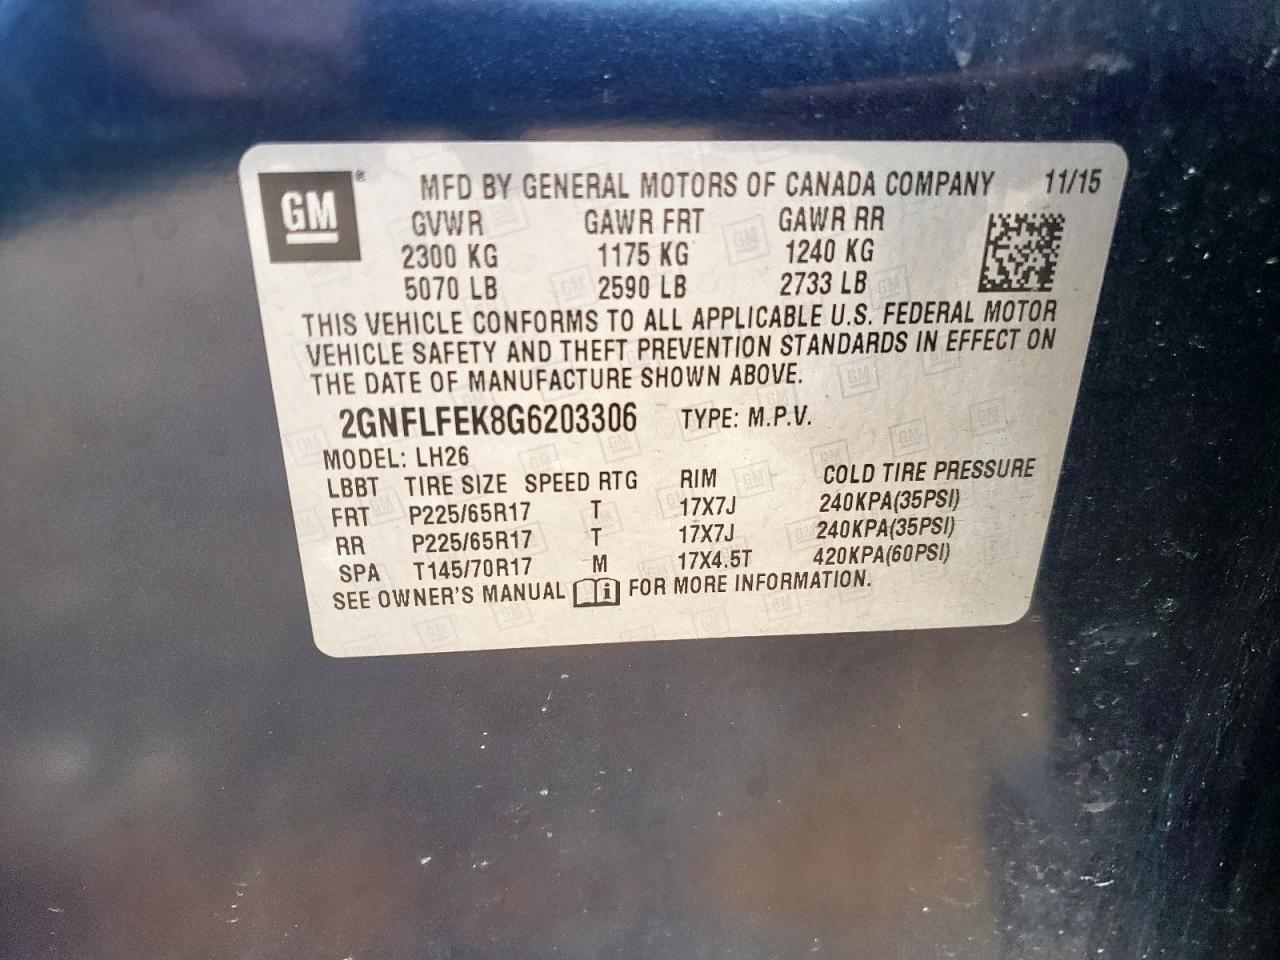 GM ® MFD BY GENERAL MOTORS OF CANADA COMPANY 11/15
GVWR GAWR FRT GAWR RR
2300 KG 1175 KG 1240 KG
5070 LB 2590 LB 2733 LB
THIS VEHICLE CONFORMS TO ALL APPLICABLE U.S. FEDERAL MOTOR
VEHICLE SAFETY AND THEFT PREVENTION STANDARDS IN EFFECT ON
THE DATE OF MANUFACTURE SHOWN ABOVE.
2GNFLFEK8G6203306 TYPE: M.P.V.
MODEL: LH26
LBBT TIRE SIZE SPEED RTG RIM COLD TIRE PRESSURE
FRT P225/65R17 T 17X7J 240KPA(35PSI)
RR P225/65R17 T 17X7J 240KPA(35PSI)
SPA T145/70R17 M 17X4.5T 420KPA(60PSI)
SEE OWNER'S MANUAL i FOR MORE INFORMATION.